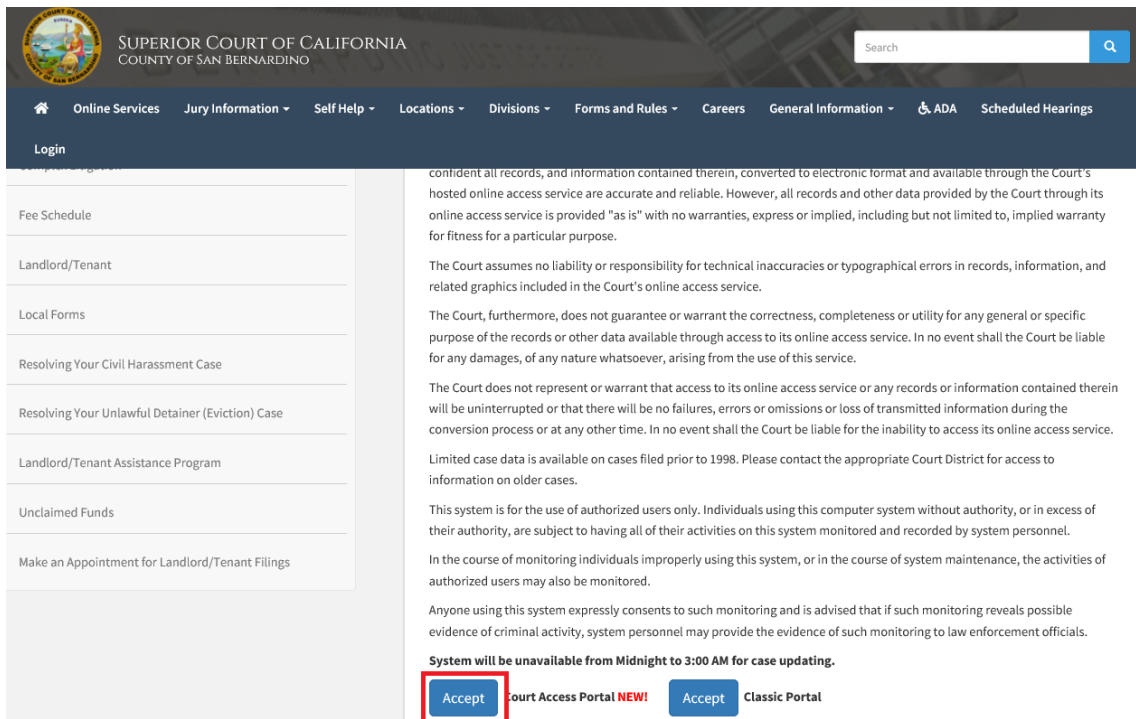 SUPERIOR COURT OF CALIFORNIA
COUNTY OF SAN BERNARDINO
Search
Online Services Jury Information Self Help Locations Divisions Forms and Rules Careers General Information ADA Scheduled Hearings
Login
Fee Schedule
Landlord/Tenant
Local Forms
Resolving Your Civil Harassment Case
Resolving Your Unlawful Detainer (Eviction) Case
Landlord/Tenant Assistance Program
Unclaimed Funds
Make an Appointment for Landlord/Tenant Filings
confident all records, and information contained therein, converted to electronic format and available through the Court's
hosted online access service are accurate and reliable. However, all records and other data provided by the Court through its
online access service is provided "as is" with no warranties, express or implied, including but not limited to, implied warranty
for fitness for a particular purpose.
The Court assumes no liability or responsibility for technical inaccuracies or typographical errors in records, information, and
related graphics included in the Court's online access service.
The Court, furthermore, does not guarantee or warrant the correctness, completeness or utility for any general or specific
purpose of the records or other data available through access to its online access service. In no event shall the Court be liable
for any damages, of any nature whatsoever, arising from the use of this service.
The Court does not represent or warrant that access to its online access service or any records or information contained therein
will be uninterrupted or that there will be no failures, errors or omissions or loss of transmitted information during the
conversion process or at any other time. In no event shall the Court be liable for the inability to access its online access service.
Limited case data is available on cases filed prior to 1998. Please contact the appropriate Court District for access to
information on older cases.
This system is for the use of authorized users only. Individuals using this computer system without authority, or in excess of
their authority, are subject to having all of their activities on this system monitored and recorded by system personnel.
In the course of monitoring individuals improperly using this system, or in the course of system maintenance, the activities of
authorized users may also be monitored.
Anyone using this system expressly consents to such monitoring and is advised that if such monitoring reveals possible
evidence of criminal activity, system personnel may provide the evidence of such monitoring to law enforcement officials.
System will be unavailable from Midnight to 3:00 AM for case updating.
Accept Court Access Portal NEW! Accept Classic Portal